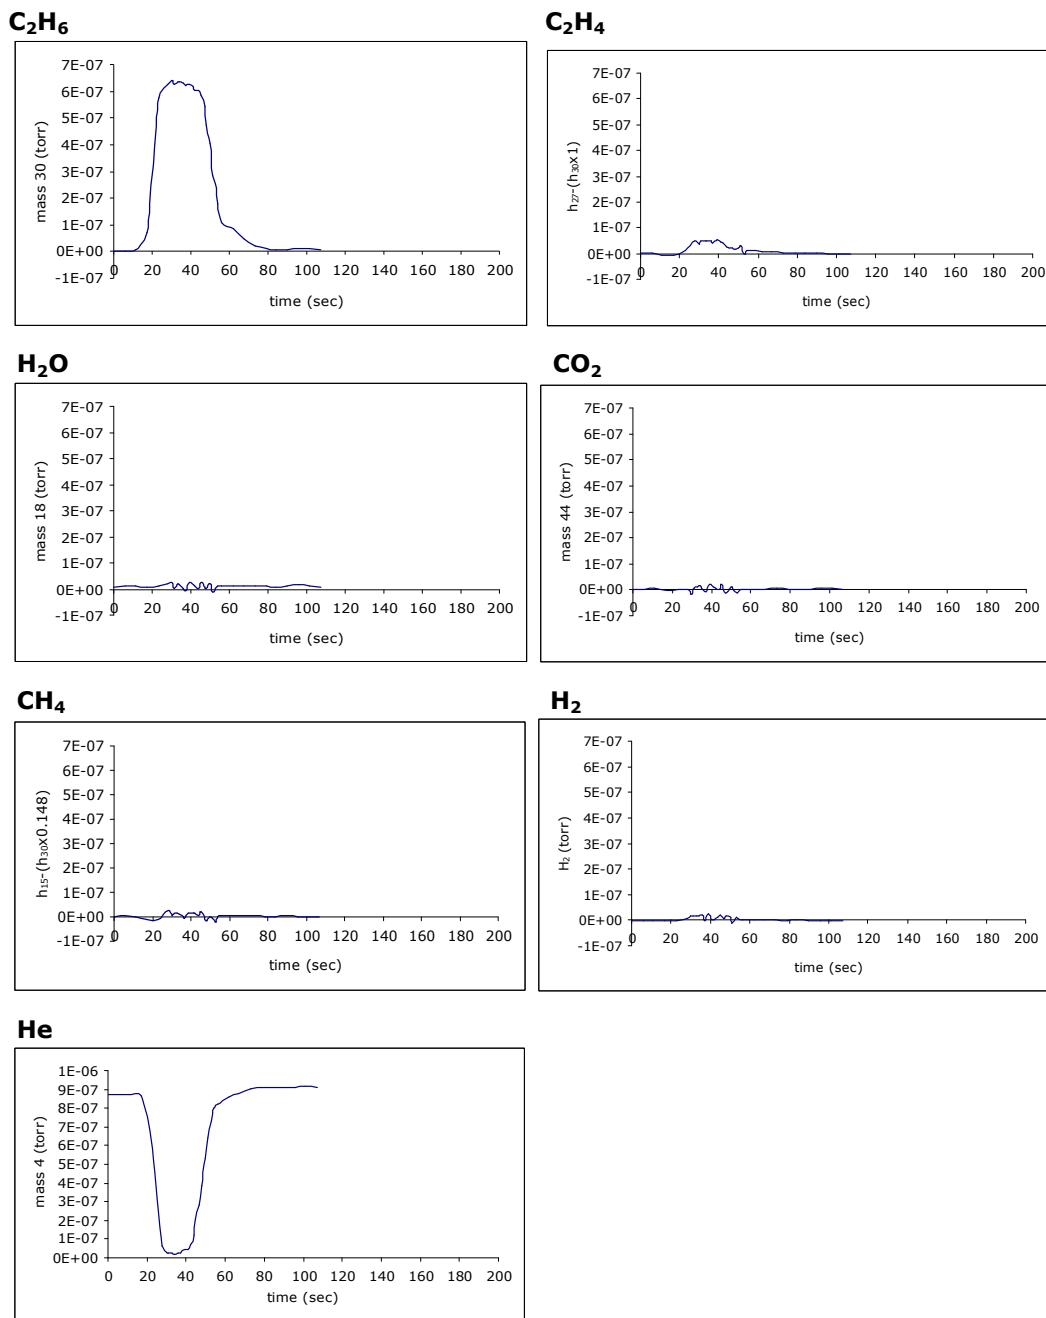 C₂H₆
7E-07
6E-07
5E-07
4E-07
3E-07
2E-07
1E-07
0E+00
-1E-07
mass 30 (torr)
0 20 40 60 80 100 120 140 160 180 200
time (sec)
C₂H₄
7E-07
6E-07
5E-07
4E-07
3E-07
2E-07
1E-07
0E+00
-1E-07
h₂₇-(h₃₀x1)
0 20 40 60 80 100 120 140 160 180 200
time (sec)
H₂O
7E-07
6E-07
5E-07
4E-07
3E-07
2E-07
1E-07
0E+00
-1E-07
mass 18 (torr)
0 20 40 60 80 100 120 140 160 180 200
time (sec)
CO₂
7E-07
6E-07
5E-07
4E-07
3E-07
2E-07
1E-07
0E+00
-1E-07
mass 44 (torr)
0 20 40 60 80 100 120 140 160 180 200
time (sec)
CH₄
7E-07
6E-07
5E-07
4E-07
3E-07
2E-07
1E-07
0E+00
-1E-07
h₁₅-(h₃₀x0.148)
0 20 40 60 80 100 120 140 160 180 200
time (sec)
H₂
7E-07
6E-07
5E-07
4E-07
3E-07
2E-07
1E-07
0E+00
-1E-07
H₂ (torr)
0 20 40 60 80 100 120 140 160 180 200
time (sec)
He
1E-06
9E-07
8E-07
7E-07
6E-07
5E-07
4E-07
3E-07
2E-07
1E-07
0E+00
mass 4 (torr)
0 20 40 60 80 100 120 140 160 180 200
time (sec)